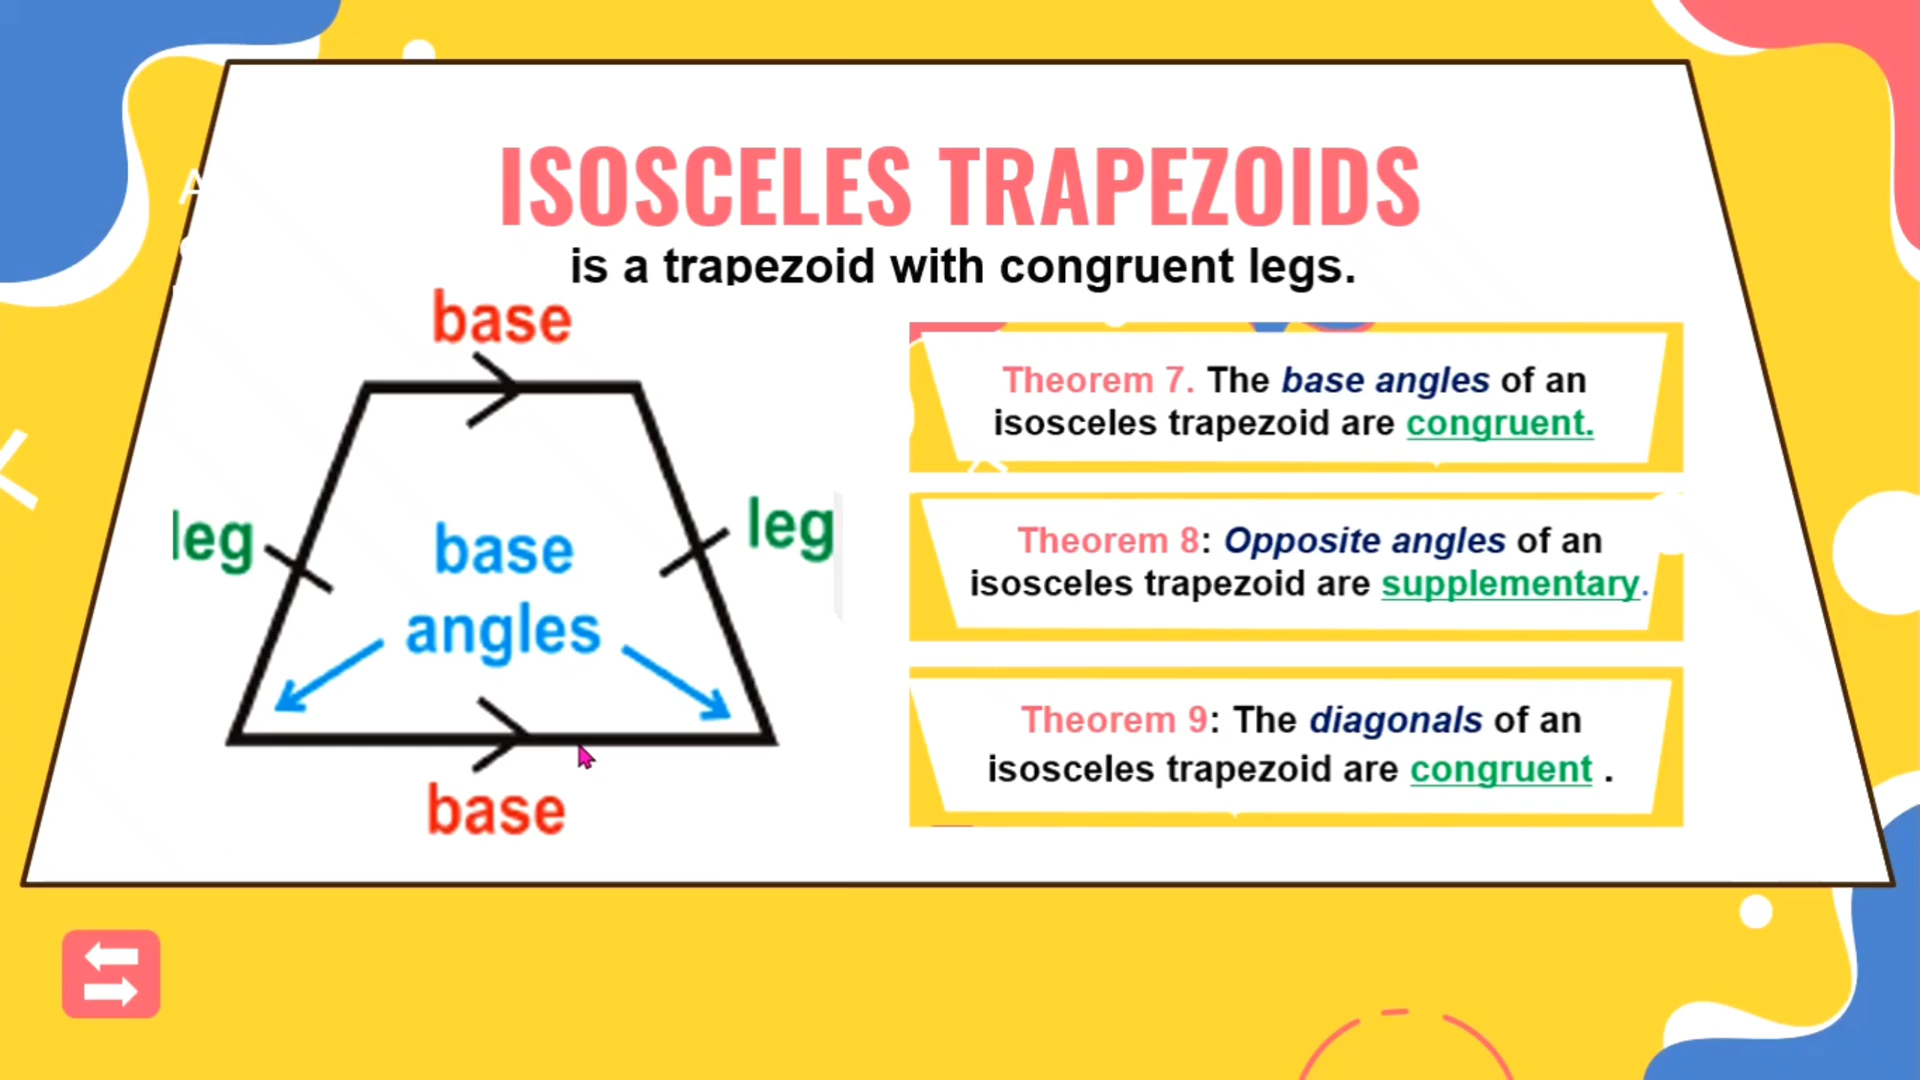 ISOSCELES TRAPEZOIDS
is a trapezoid with congruent legs.
base
leg
base
angles
leg
base
Theorem 7. The base angles of an
isosceles trapezoid are congruent.
Theorem 8: Opposite angles of an
isosceles trapezoid are supplementary.
Theorem 9: The diagonals of an
isosceles trapezoid are congruent .